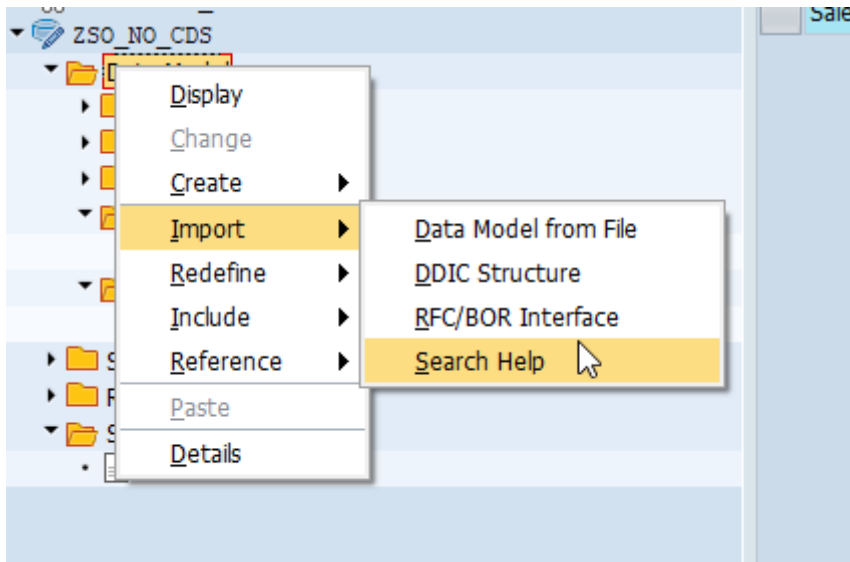 Sale
ZSO_NO_CDS
Display
Change
Create
Import
Data Model from File
Redefine
DDIC Structure
Include
RFC/BOR Interface
Reference
Search Help
Paste
Details